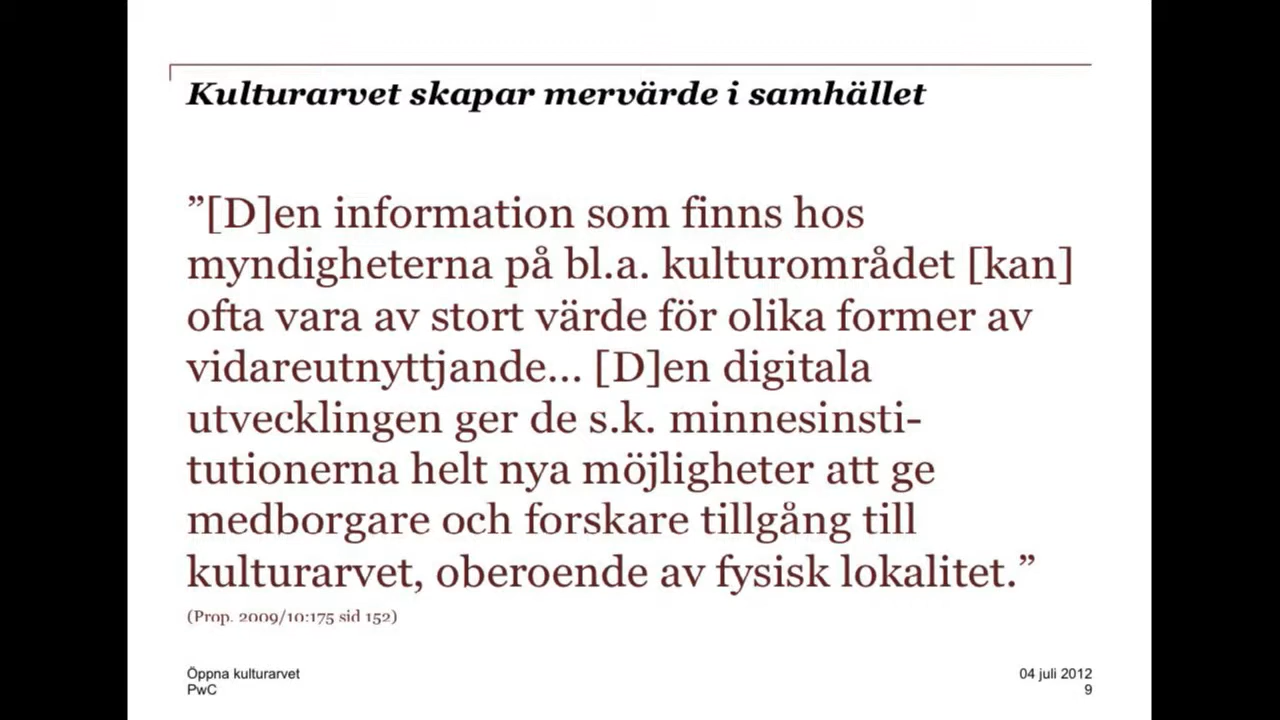 Kulturarvet skapar mervärde i samhället
”[D]en information som finns hos
myndigheterna på bl.a. kulturområdet [kan]
ofta vara av stort värde för olika former av
vidareutnyttjande... [D]en digitala
utvecklingen ger de s.k. minnesinsti-
tutionerna helt nya möjligheter att ge
medborgare och forskare tillgång till
kulturarvet, oberoende av fysisk lokalitet.”
(Prop. 2009/10:175 sid 152)
Öppna kulturarvet
PwC
04 juli 2012
9